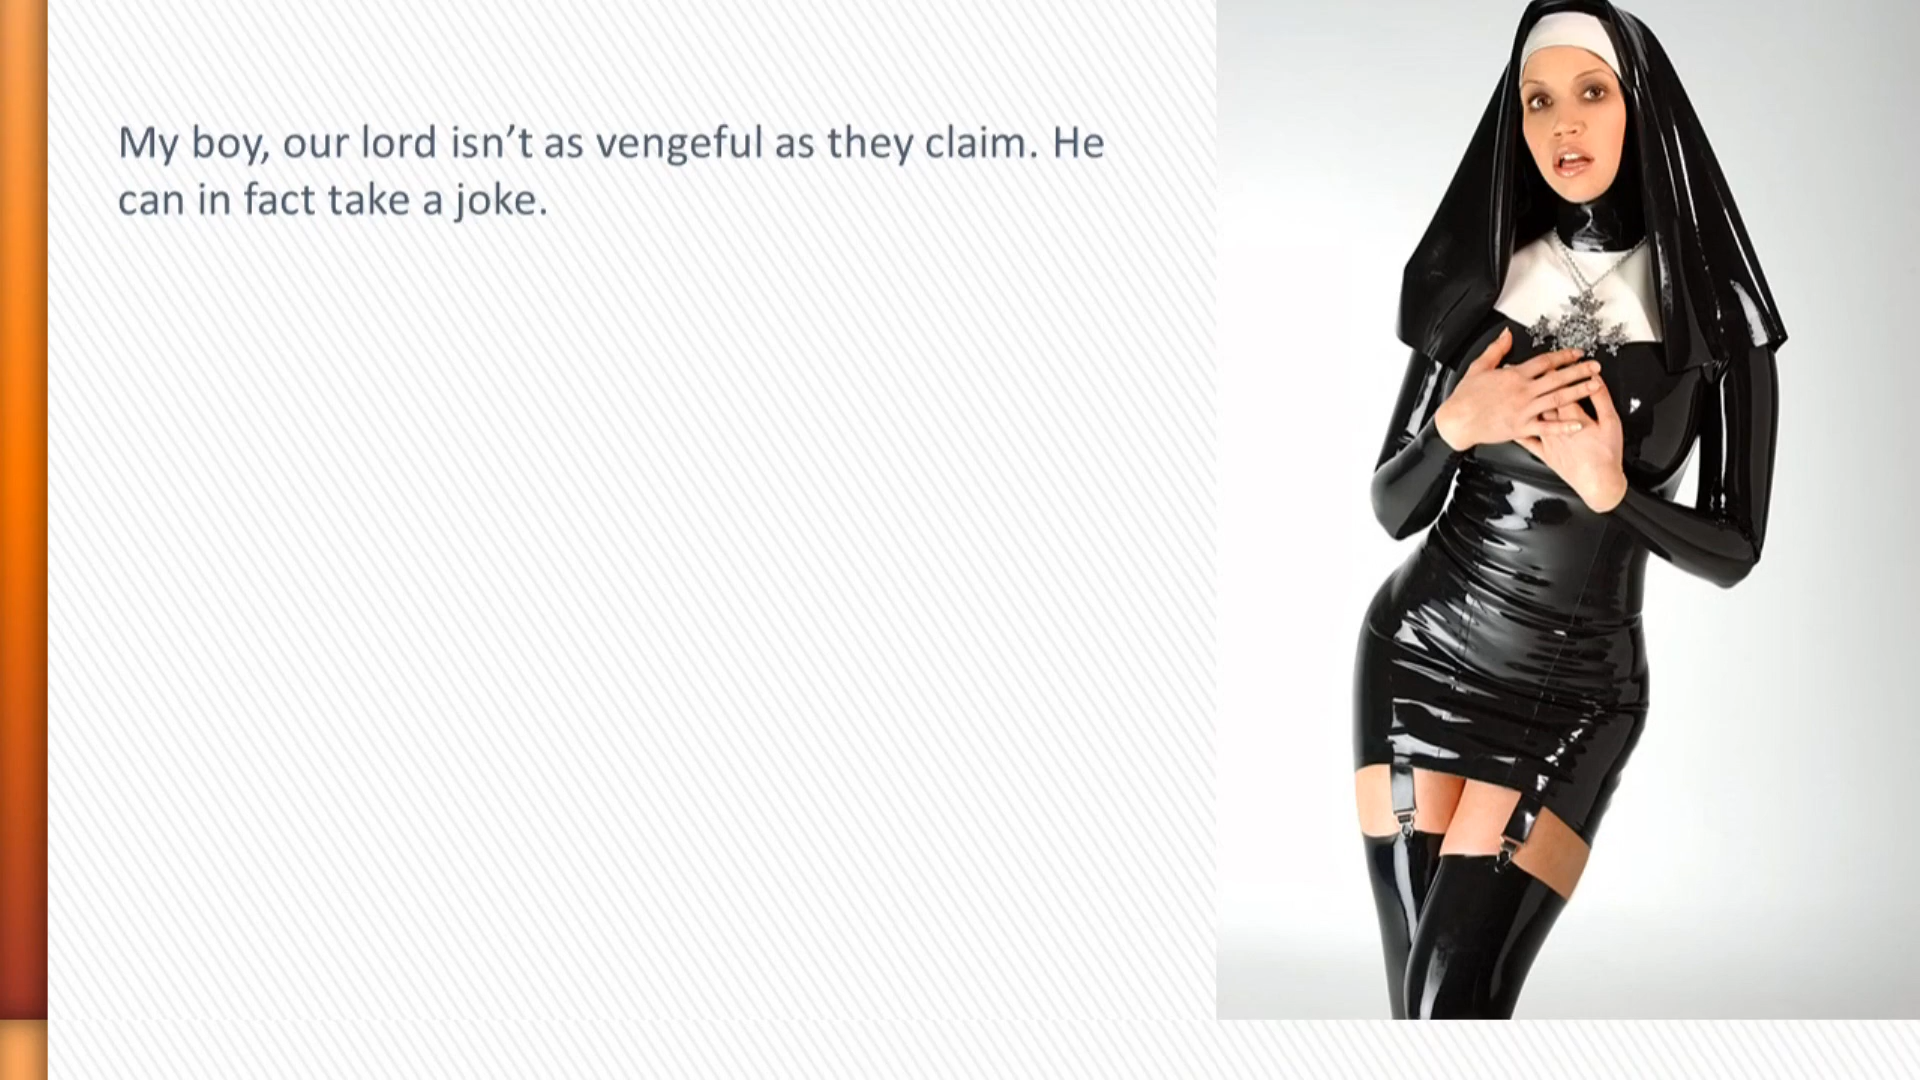 My boy, our lord isn’t as vengeful as they claim. He
can in fact take a joke.